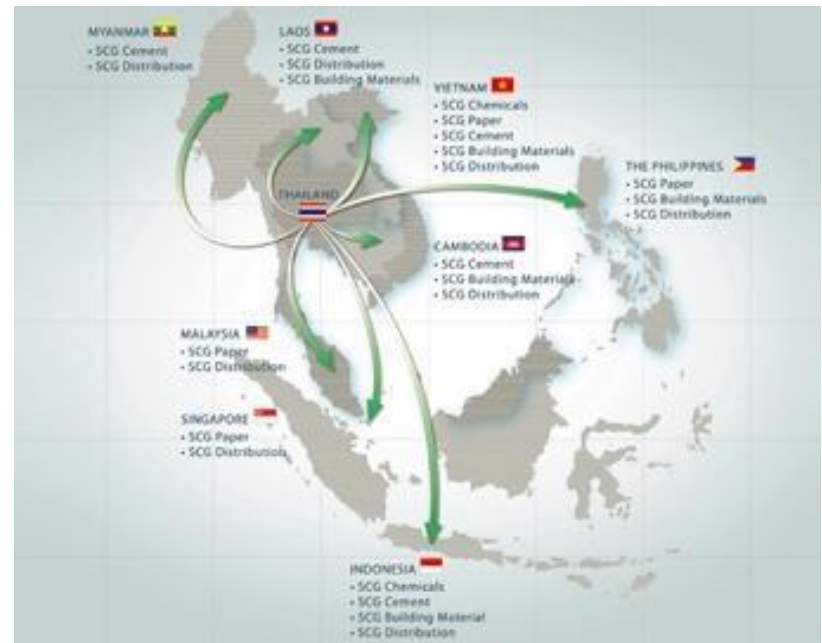 MYANMAR
• SCG Cement
• SCG Distribution
LAOS
• SCG Cement
• SCG Distribution
• SCG Building Materials
VIETNAM
• SCG Chemicals
• SCG Paper
• SCG Cement
• SCG Building Materials
• SCG Distribution
THE PHILIPPINES
• SCG Paper
• SCG Building Materials
• SCG Distribution
THAILAND
CAMBODIA
• SCG Cement
• SCG Building Materials
• SCG Distribution
MALAYSIA
• SCG Paper
• SCG Distribution
SINGAPORE
• SCG Paper
• SCG Distribution
INDONESIA
• SCG Chemicals
• SCG Cement
• SCG Building Material
• SCG Distribution